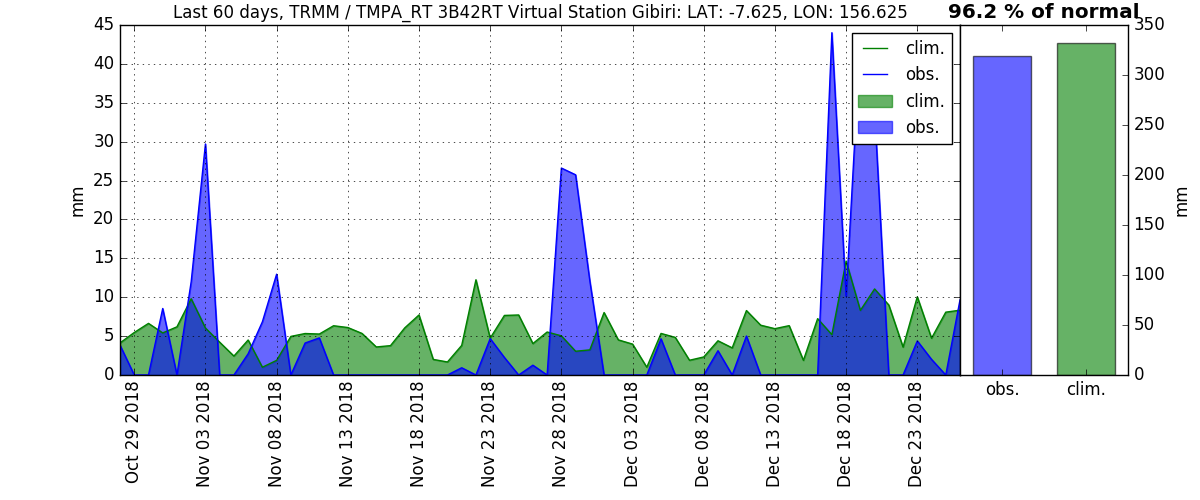 Last 60 days, TRMM / TMPA_RT 3B42RT Virtual Station Gibiri: LAT: -7.625, LON: 156.625
96.2 % of normal
45
40
35
30
25
20
15
10
5
0
mm
clim.
obs.
clim.
obs.
Oct 29 2018
Nov 03 2018
Nov 08 2018
Nov 13 2018
Nov 18 2018
Nov 23 2018
Nov 28 2018
Dec 03 2018
Dec 08 2018
Dec 13 2018
Dec 18 2018
Dec 23 2018
350
300
250
200
150
100
50
0
mm
obs.
clim.